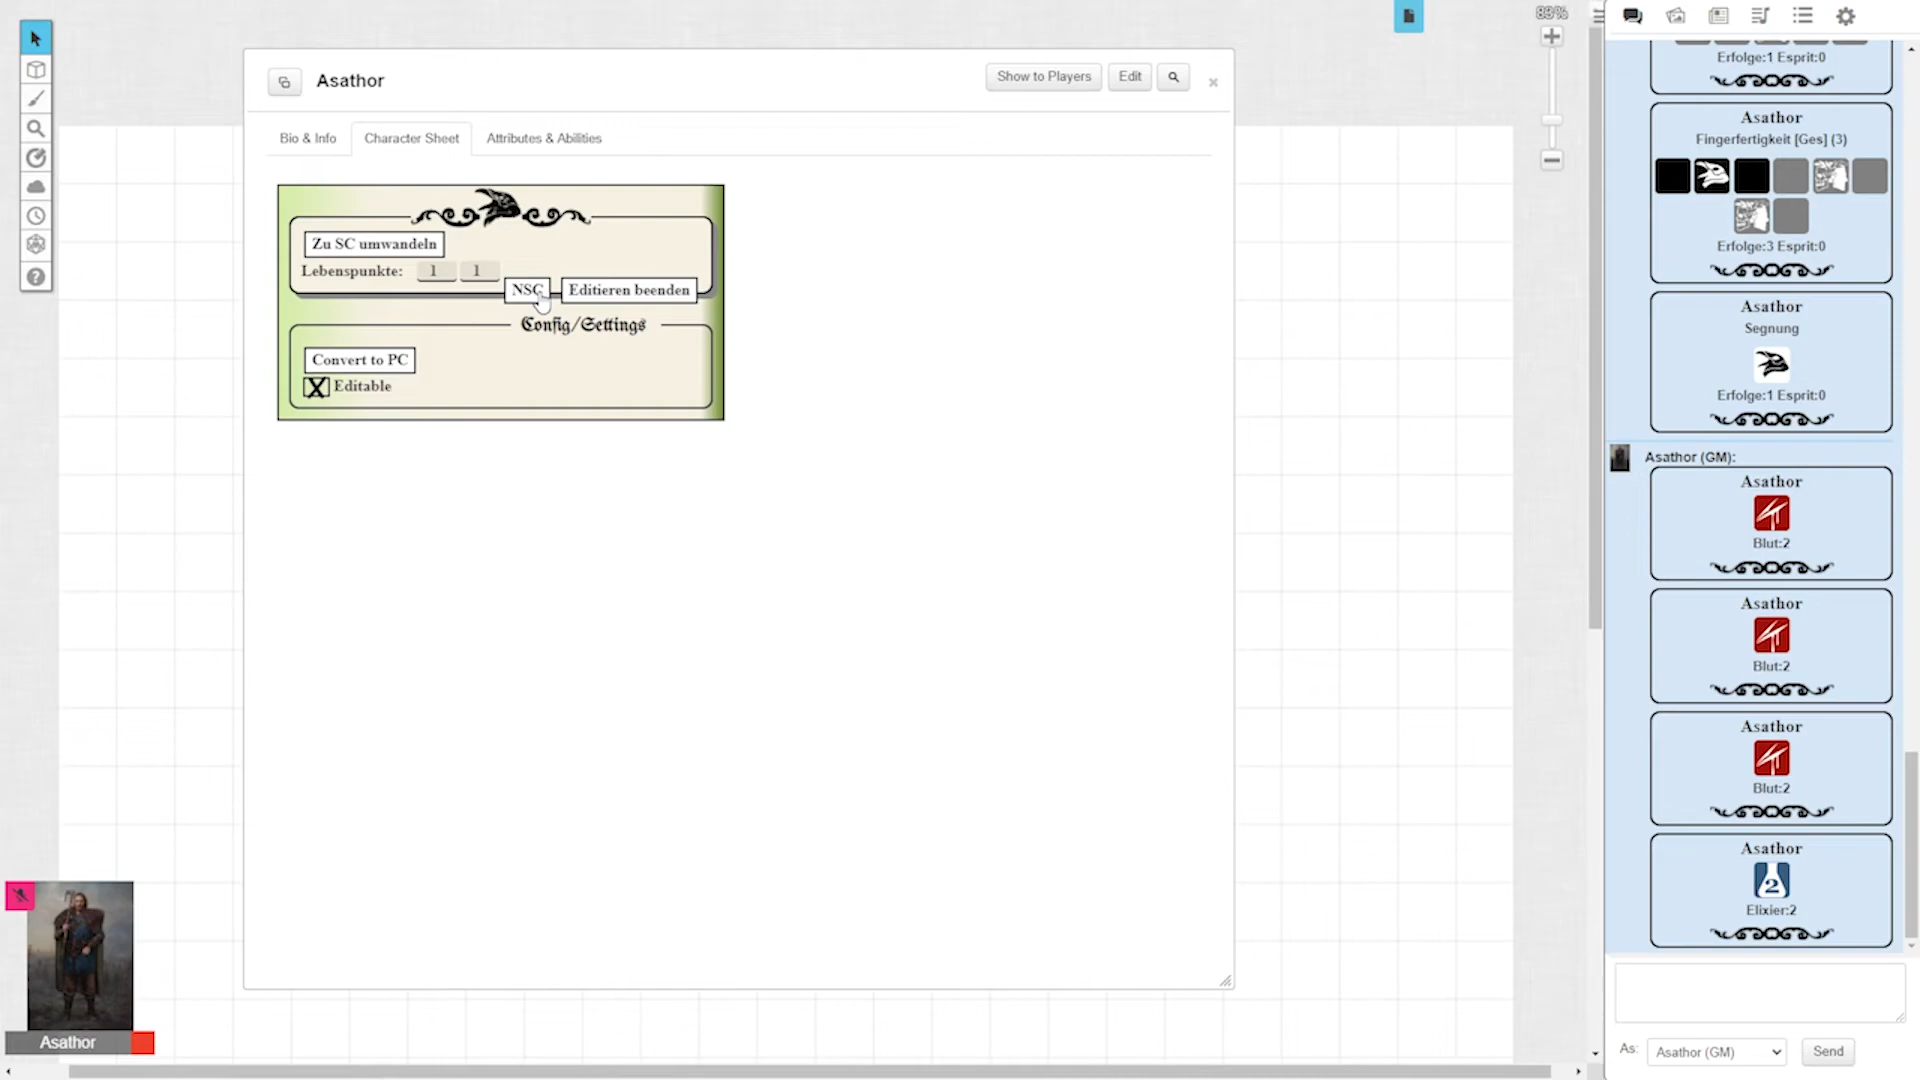 Asathor
Show to Players
Edit
Bio & Info
Character Sheet
Attributes & Abilities
Zu SC umwandeln
Lebenspunkte: 1 1
NSC
Editieren beenden
Config/Settings
Convert to PC
X Editable
83%
Erfolge:1 Esprit:0
Asathor
Fingerfertigkeit [Ges] (3)
Erfolge:3 Esprit:0
Asathor
Segnung
Erfolge:1 Esprit:0
Asathor (GM):
Asathor
Blut:2
Asathor
Blut:2
Asathor
Blut:2
Asathor
2
Elixier:2
As: Asathor (GM)
Send
Asathor